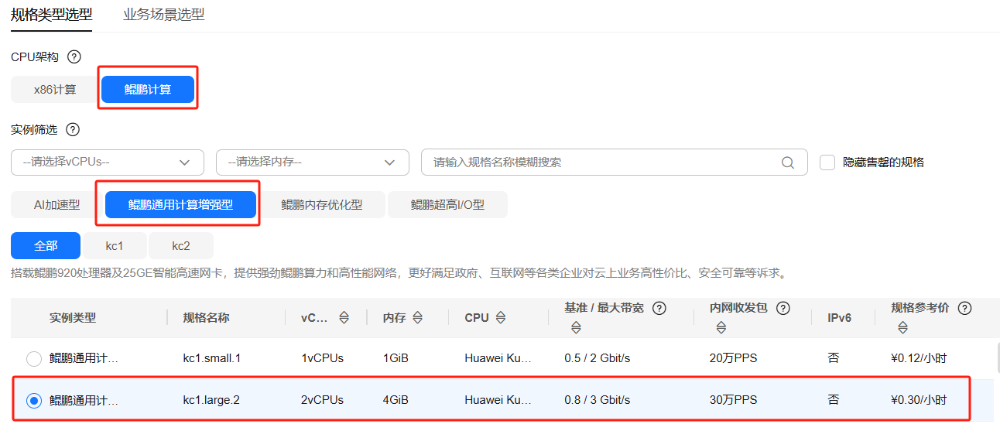 规格类型选型 业务场景选型
CPU架构 ?
x86计算 鲲鹏计算
实例筛选 ?
--请选择vCPUs-- --请选择内存-- 请输入规格名称模糊搜索 隐藏售罄的规格
AI加速型 鲲鹏通用计算增强型 鲲鹏内存优化型 鲲鹏超高I/O型
全部 kc1 kc2
搭载鲲鹏920处理器及25GE智能高速网卡，提供强劲鲲鹏算力和高性能网络，更好满足政府、互联网等各类企业对云上业务高性价比、安全可靠等诉求。
实例类型 规格名称 vC... 内存 CPU 基准 / 最大带宽 ? 内网收发包 ? IPv6 规格参考价 ?
鲲鹏通用计... kc1.small.1 1vCPUs 1GiB Huawei Ku... 0.5 / 2 Gbit/s 20万PPS 否 ¥0.12/小时
鲲鹏通用计... kc1.large.2 2vCPUs 4GiB Huawei Ku... 0.8 / 3 Gbit/s 30万PPS 否 ¥0.30/小时